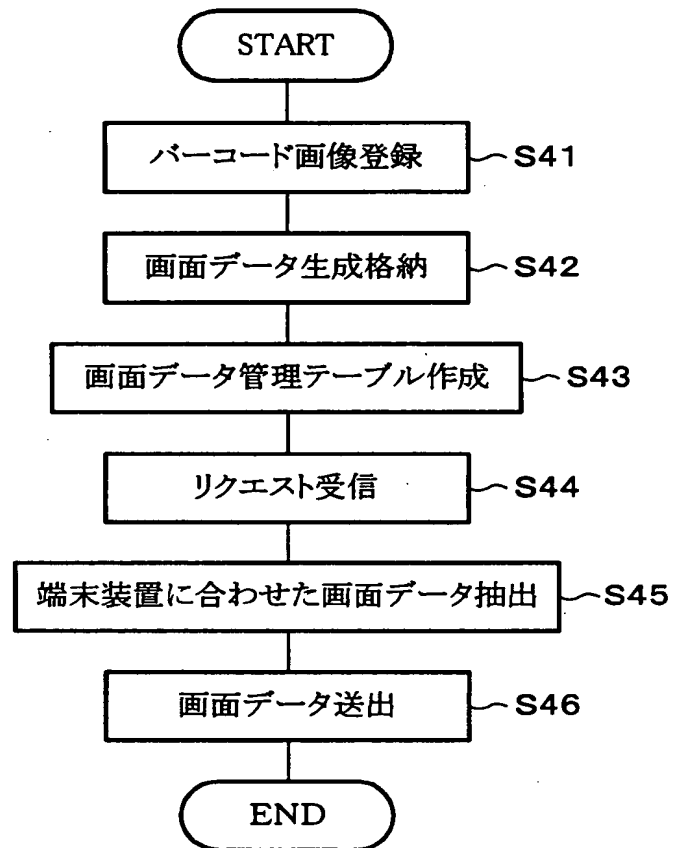 START
バーコード画像登録 S41
画面データ生成格納 S42
画面データ管理テーブル作成 S43
リクエスト受信 S44
端末装置に合わせた画面データ抽出 S45
画面データ送出 S46
END